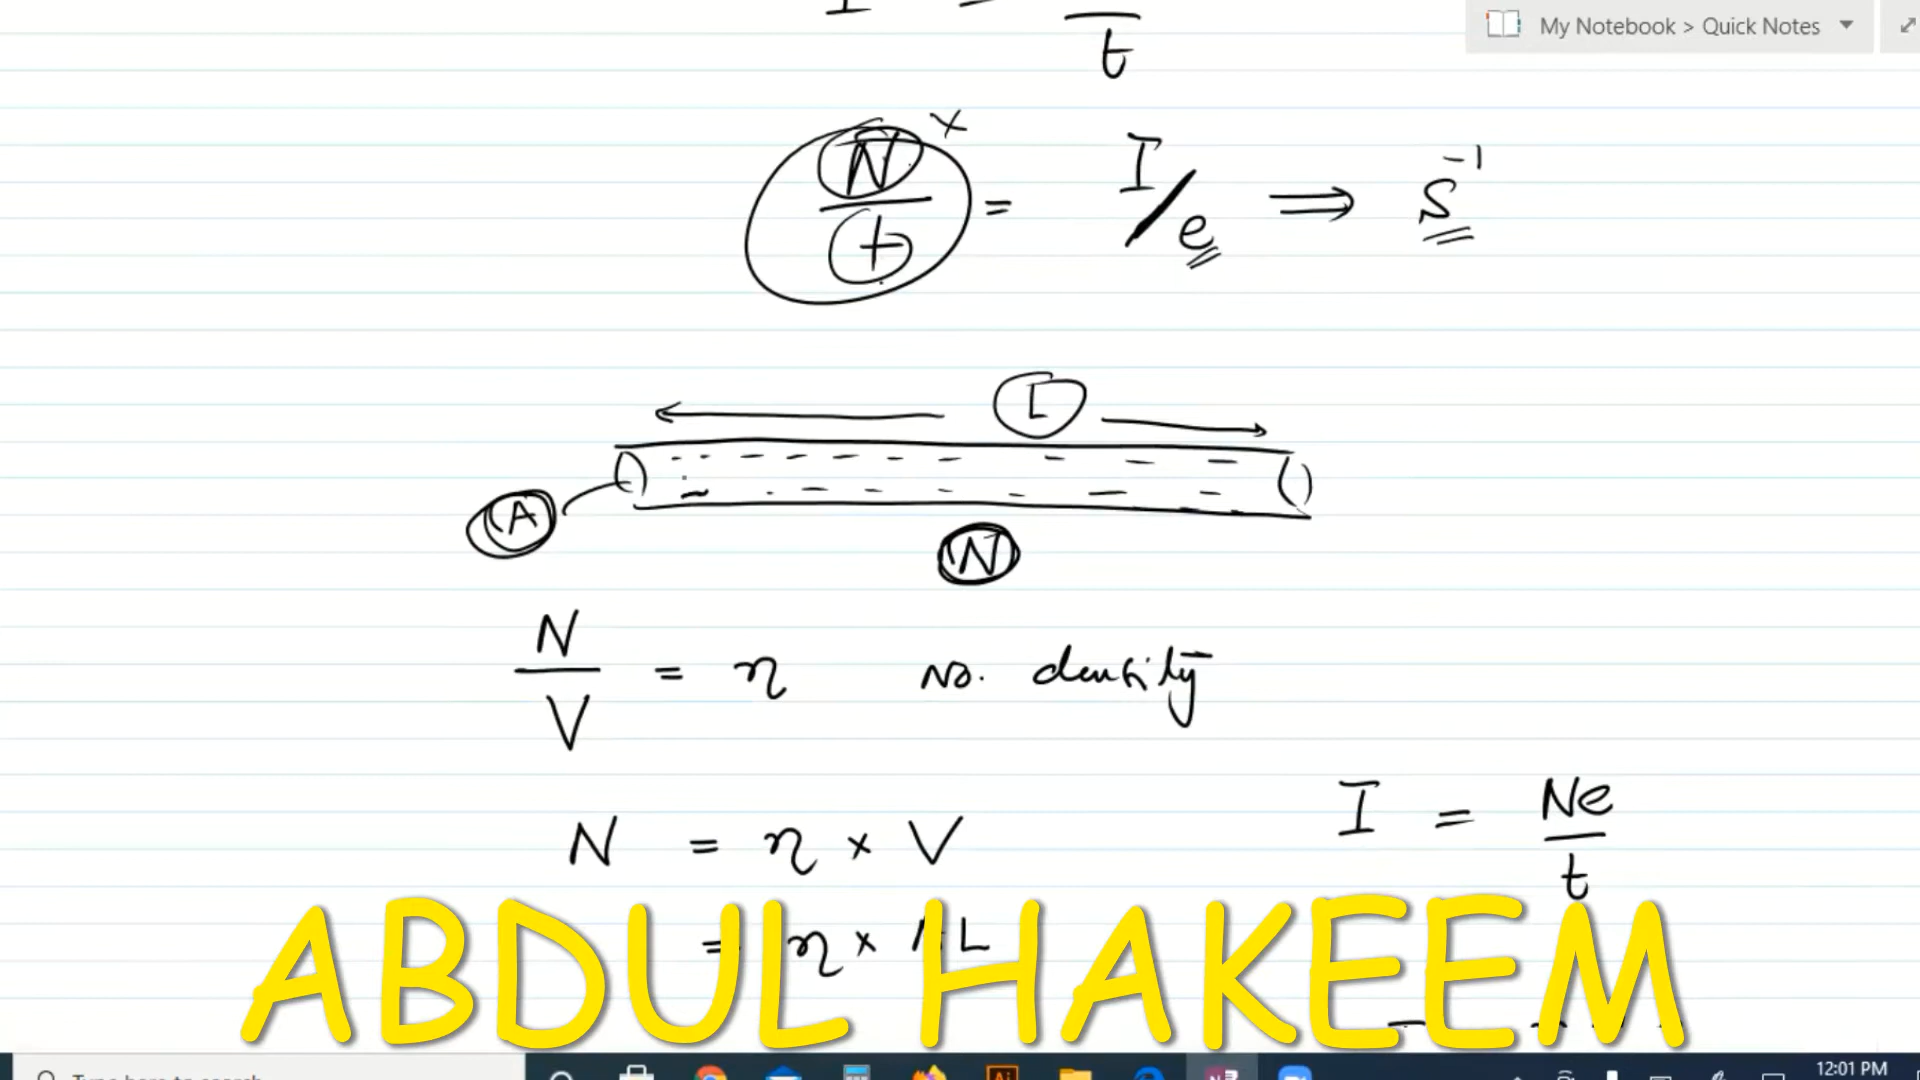 I =
t
My Notebook > Quick Notes
N/t = I/e ⇒ s⁻¹
x
L
A
N
N/V = n no. density
N = n × V
I = Ne/t
= n × AL
ABDUL HAKEEM
12:01 PM